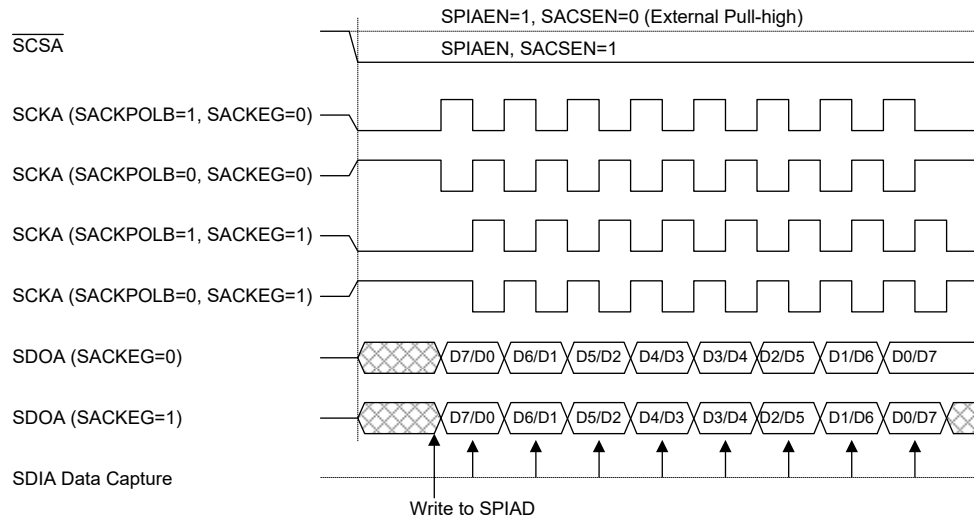 SPIAEN=1, SACSEN=0 (External Pull-high)
SCSA
SPIAEN, SACSEN=1
SCKA (SACKPOLB=1, SACKEG=0)
SCKA (SACKPOLB=0, SACKEG=0)
SCKA (SACKPOLB=1, SACKEG=1)
SCKA (SACKPOLB=0, SACKEG=1)
SDOA (SACKEG=0) D7/D0 D6/D1 D5/D2 D4/D3 D3/D4 D2/D5 D1/D6 D0/D7
SDOA (SACKEG=1) D7/D0 D6/D1 D5/D2 D4/D3 D3/D4 D2/D5 D1/D6 D0/D7
SDIA Data Capture
Write to SPIAD